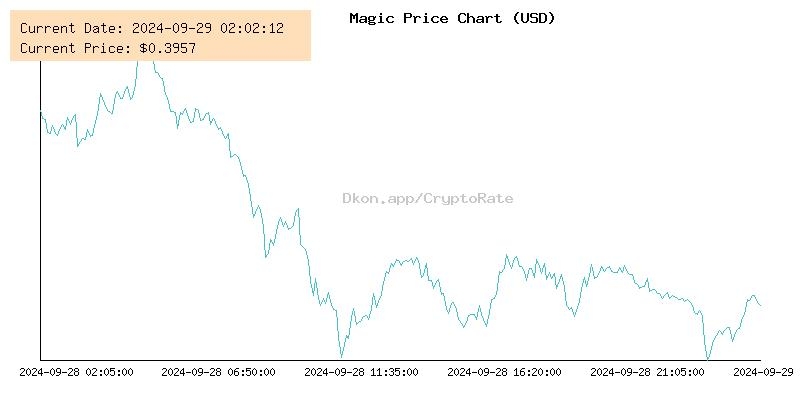 Magic Price Chart (USD)
Current Date: 2024-09-29 02:02:12
Current Price: $0.3957
Dkon.app/CryptoRate
2024-09-28 02:05:00
2024-09-28 06:50:00
2024-09-28 11:35:00
2024-09-28 16:20:00
2024-09-28 21:05:00
2024-09-29